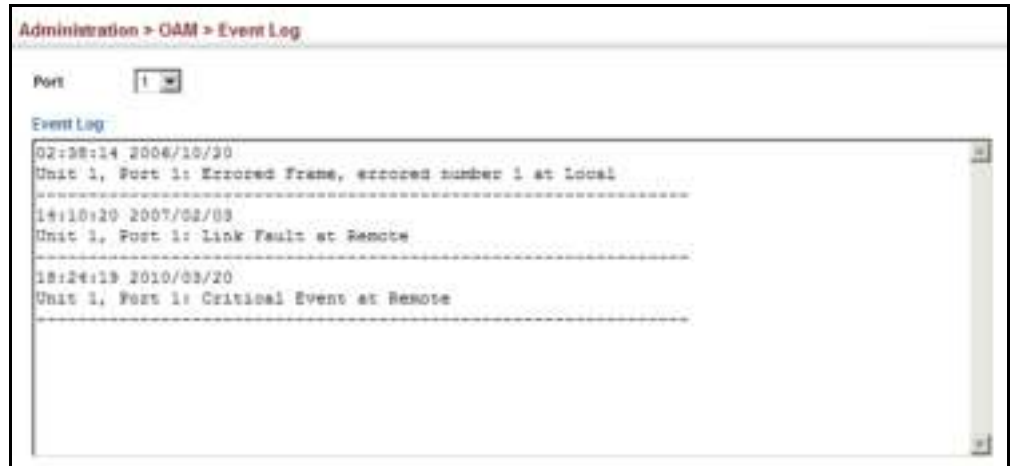 Administration > OAM > Event Log
Port 1
Event Log:
02:38:14 2006/10/20
Unit 1, Port 1: Errored Frame, errored number 1 at Local
------------------------------------------------------------
14:10:20 2007/02/03
Unit 1, Port 1: Link Fault at Remote
------------------------------------------------------------
18:24:19 2010/03/20
Unit 1, Port 1: Critical Event at Remote
------------------------------------------------------------